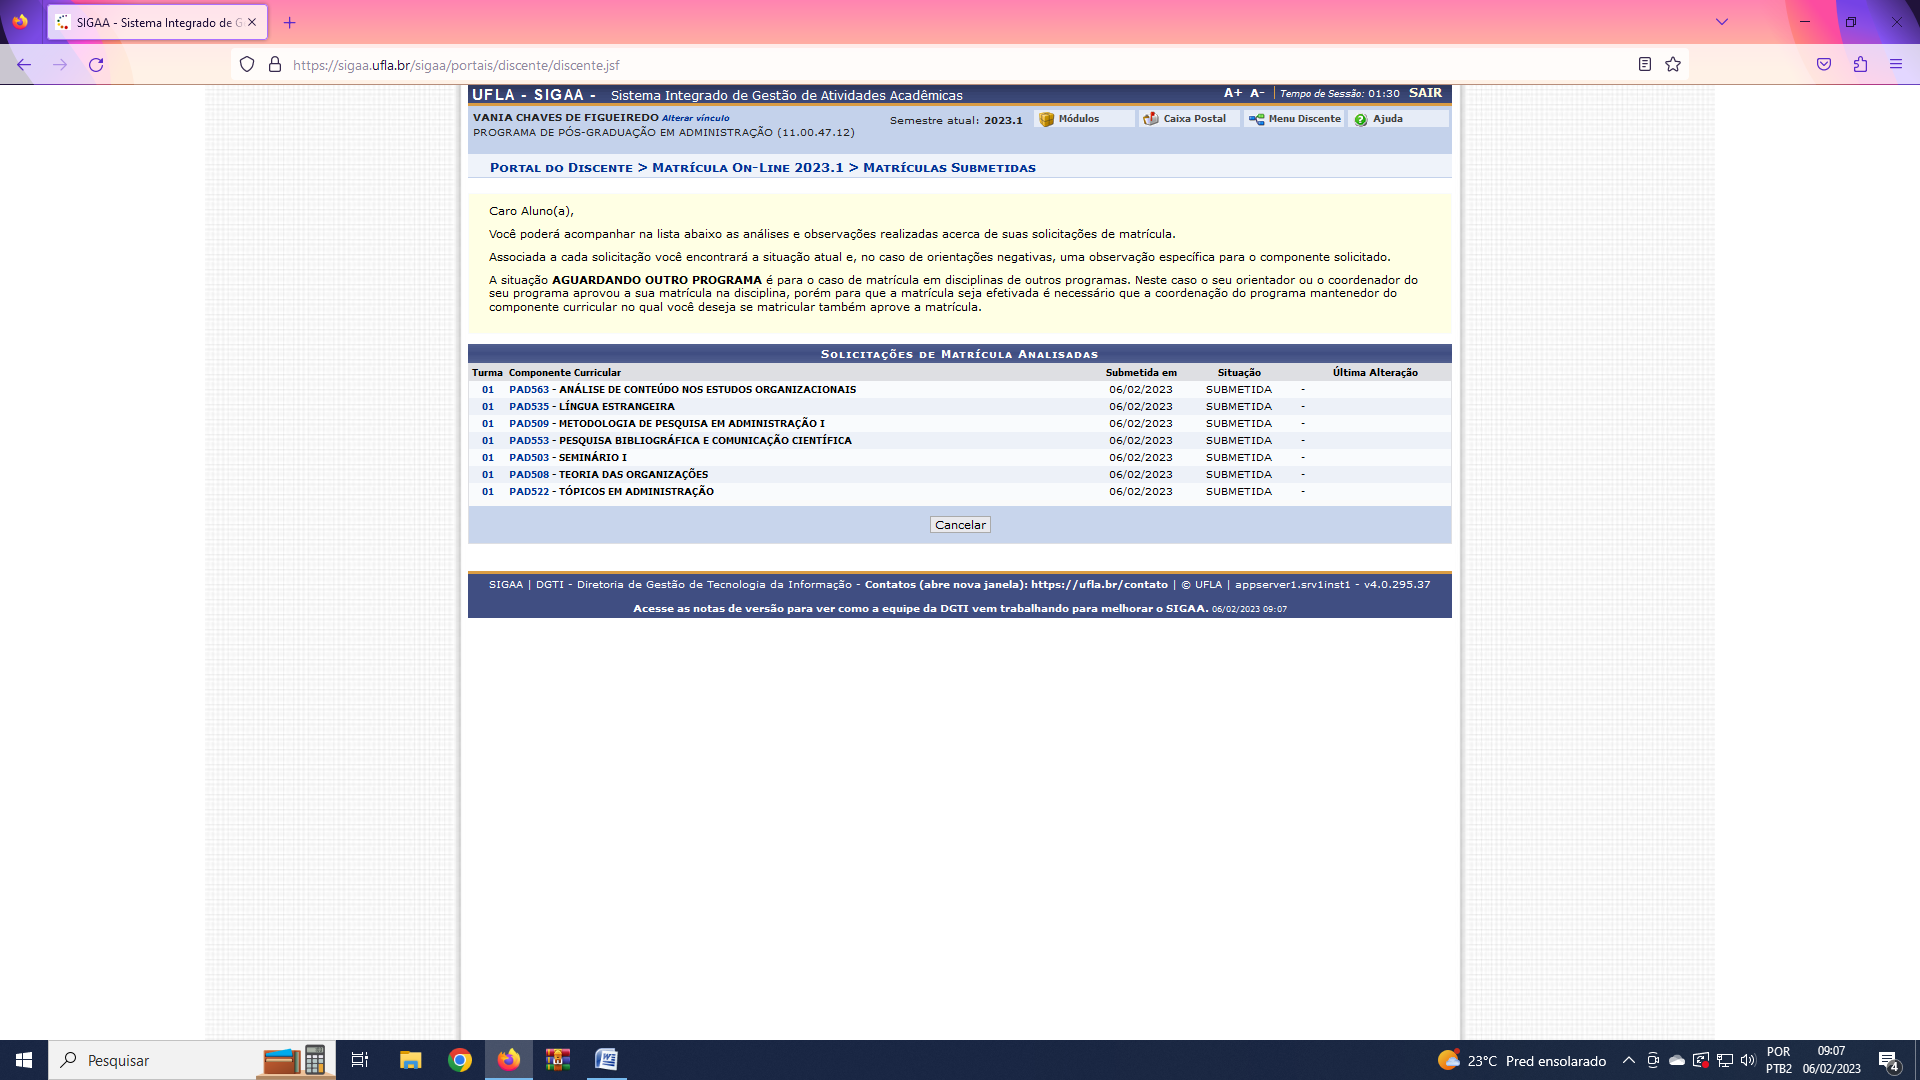 SIGAA - Sistema Integrado de G
https://sigaa.ufla.br/sigaa/portais/discente/discente.jsf
UFLA - SIGAA - Sistema Integrado de Gestão de Atividades Acadêmicas
A+ A- Tempo de Sessão: 01:30 SAIR
VANIA CHAVES DE FIGUEIREDO Alterar vínculo
Semestre atual: 2023.1 Módulos Caixa Postal Menu Discente Ajuda
PROGRAMA DE PÓS-GRADUAÇÃO EM ADMINISTRAÇÃO (11.00.47.12)
Portal do Discente > Matrícula On-Line 2023.1 > Matrículas Submetidas
Caro Aluno(a),
Você poderá acompanhar na lista abaixo as análises e observações realizadas acerca de suas solicitações de matrícula.
Associada a cada solicitação você encontrará a situação atual e, no caso de orientações negativas, uma observação específica para o componente solicitado.
A situação AGUARDANDO OUTRO PROGRAMA é para o caso de matrícula em disciplinas de outros programas. Neste caso o seu orientador ou o coordenador do
seu programa aprovou a sua matrícula na disciplina, porém para que a matrícula seja efetivada é necessário que a coordenação do programa mantenedor do
componente curricular no qual você deseja se matricular também aprove a matrícula.
Solicitações de Matrícula Analisadas
Turma Componente Curricular Submetida em Situação Última Alteração
01 PAD563 - ANÁLISE DE CONTEÚDO NOS ESTUDOS ORGANIZACIONAIS 06/02/2023 SUBMETIDA -
01 PAD535 - LÍNGUA ESTRANGEIRA 06/02/2023 SUBMETIDA -
01 PAD509 - METODOLOGIA DE PESQUISA EM ADMINISTRAÇÃO I 06/02/2023 SUBMETIDA -
01 PAD553 - PESQUISA BIBLIOGRÁFICA E COMUNICAÇÃO CIENTÍFICA 06/02/2023 SUBMETIDA -
01 PAD503 - SEMINÁRIO I 06/02/2023 SUBMETIDA -
01 PAD508 - TEORIA DAS ORGANIZAÇÕES 06/02/2023 SUBMETIDA -
01 PAD522 - TÓPICOS EM ADMINISTRAÇÃO 06/02/2023 SUBMETIDA -
Cancelar
SIGAA | DGTI - Diretoria de Gestão de Tecnologia da Informação - Contatos (abre nova janela): https://ufla.br/contato | © UFLA | appserver1.srv1inst1 - v4.0.295.37
Acesse as notas de versão para ver como a equipe da DGTI vem trabalhando para melhorar o SIGAA. 06/02/2023 09:07
Pesquisar
23°C Pred ensolarado
POR
PTB2
09:07
06/02/2023
4